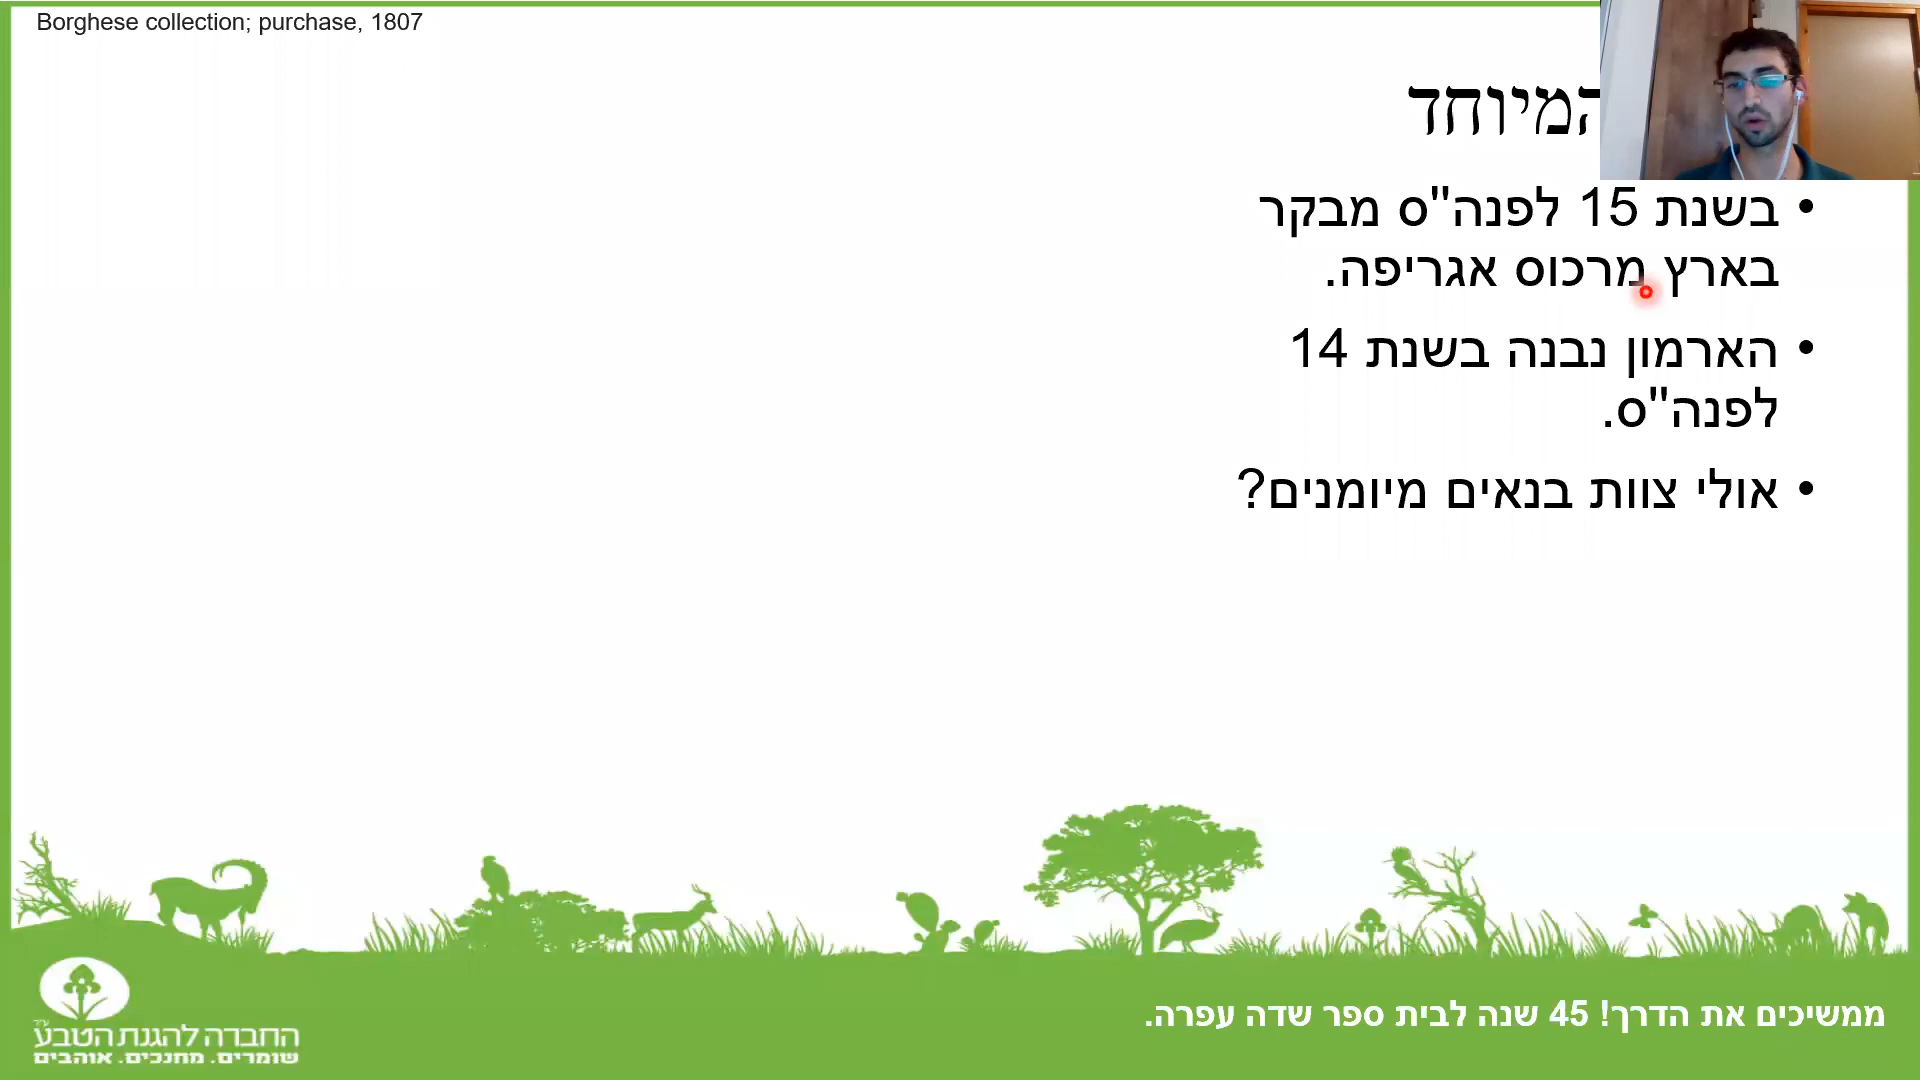 Borghese collection; purchase, 1807
המיוחד
• בשנת 15 לפנה"ס מבקר
בארץ מרכוס אגריפה.
• הארמון נבנה בשנת 14
לפנה"ס.
• אולי צוות בנאים מיומנים?
ממשיכים את הדרך! 45 שנה לבית ספר שדה עפרה.
החברה להגנת הטבע ע"ר
שומרים. מחנכים. אוהבים